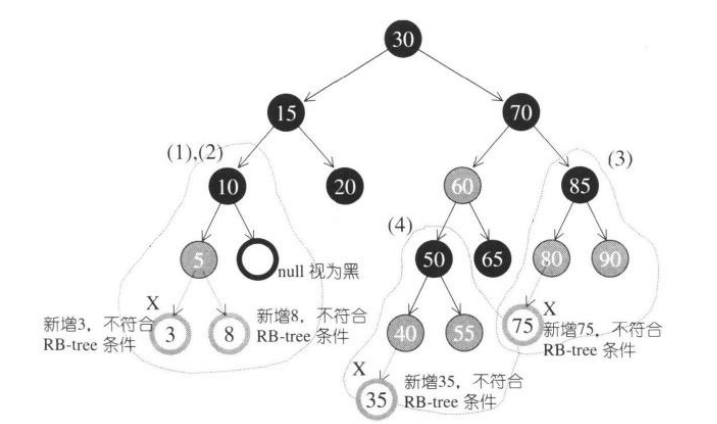 30
15
70
(1),(2)
(3)
10
20
60
85
(4)
5
null 视为黑
50
65
80
90
X
新增3，不符合
RB-tree 条件
3
8
新增8，不符合
RB-tree 条件
40
55
75
X
新增75，不符合
RB-tree 条件
X
35
新增35，不符合
RB-tree 条件